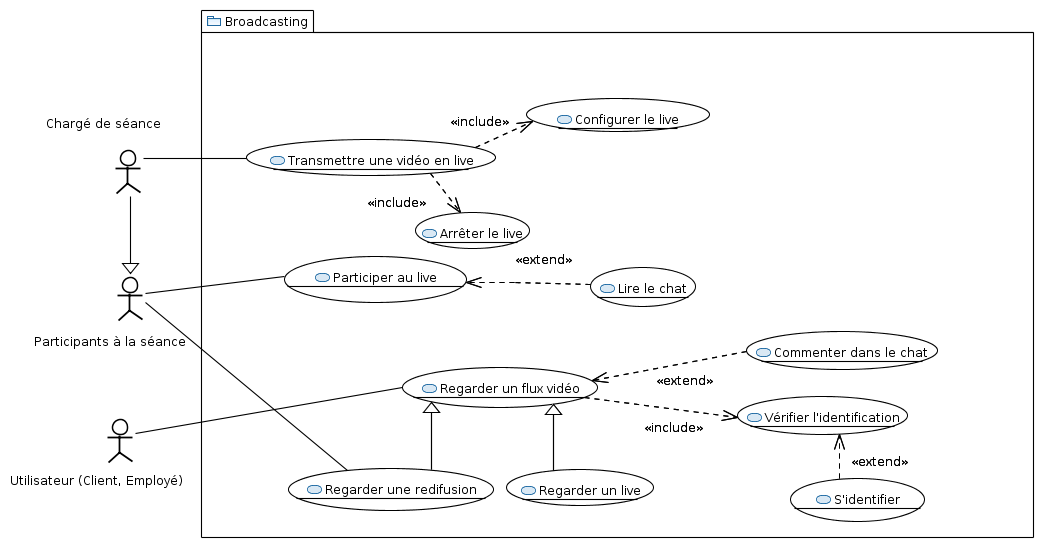 Broadcasting
Chargé de séance
«include»
Configurer le live
Transmettre une vidéo en live
«include»
Arrêter le live
«extend»
Participer au live
Lire le chat
Participants à la séance
Commenter dans le chat
«extend»
Regarder un flux vidéo
Vérifier l'identification
«include»
«extend»
Utilisateur (Client, Employé)
Regarder une redifusion
Regarder un live
S'identifier